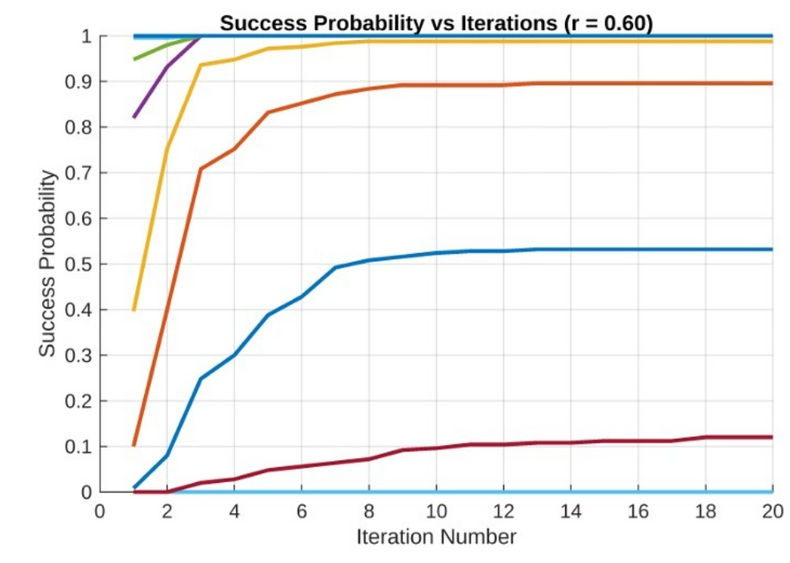 Success Probability vs Iterations (r = 0.60)
1
0.9
0.8
0.7
0.6
0.5
0.4
0.3
0.2
0.1
0
Success Probability
0 2 4 6 8 10 12 14 16 18 20
Iteration Number